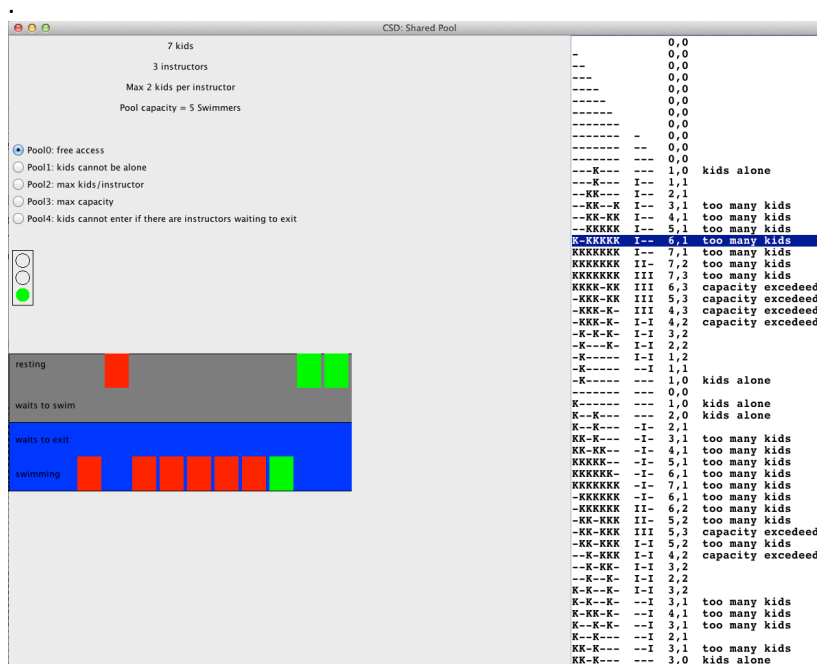 .
CSD: Shared Pool
7 kids
3 instructors
Max 2 kids per instructor
Pool capacity = 5 Swimmers
Pool0: free access
Pool1: kids cannot be alone
Pool2: max kids/instructor
Pool3: max capacity
Pool4: kids cannot enter if there are instructors waiting to exit
resting
waits to swim
waits to exit
swimming
0,0
- 0,0
-- 0,0
--- 0,0
---- 0,0
----- 0,0
------ 0,0
------- 0,0
------- - 0,0
------- -- 0,0
------- --- 0,0
---K--- --- 1,0 kids alone
---K--- I-- 1,1
--KK--- I-- 2,1
--KK--K I-- 3,1 too many kids
--KK-KK I-- 4,1 too many kids
--KKKKK I-- 5,1 too many kids
K-KKKKK I-- 6,1 too many kids
KKKKKKK I-- 7,1 too many kids
KKKKKKK II- 7,2 too many kids
KKKKKKK III 7,3 too many kids
KKKK-KK III 6,3 capacity excedeed
-KKK-KK III 5,3 capacity excedeed
-KKK-K- III 4,3 capacity excedeed
-KKK-K- I-I 4,2 capacity excedeed
-K-K-K- I-I 3,2
-K---K- I-I 2,2
-K----- I-I 1,2
-K----- --I 1,1
-K----- --- 1,0 kids alone
------- --- 0,0
K------ --- 1,0 kids alone
K--K--- --- 2,0 kids alone
K--K--- -I- 2,1
KK-K--- -I- 3,1 too many kids
KK-KK-- -I- 4,1 too many kids
KKKKK-- -I- 5,1 too many kids
KKKKKK- -I- 6,1 too many kids
KKKKKKK -I- 7,1 too many kids
-KKKKKK -I- 6,1 too many kids
-KKKKKK II- 6,2 too many kids
-KK-KKK II- 5,2 too many kids
-KK-KKK III 5,3 capacity excedeed
-KK-KKK I-I 5,2 too many kids
--K-KKK I-I 4,2 capacity excedeed
--K-KK- I-I 3,2
--K--K- I-I 2,2
K-K--K- I-I 3,2
K-K--K- --I 3,1 too many kids
K-KK-K- --I 4,1 too many kids
K--K-K- --I 3,1 too many kids
K--K--- --I 2,1
KK-K--- --I 3,1 too many kids
KK-K--- --- 3,0 kids alone